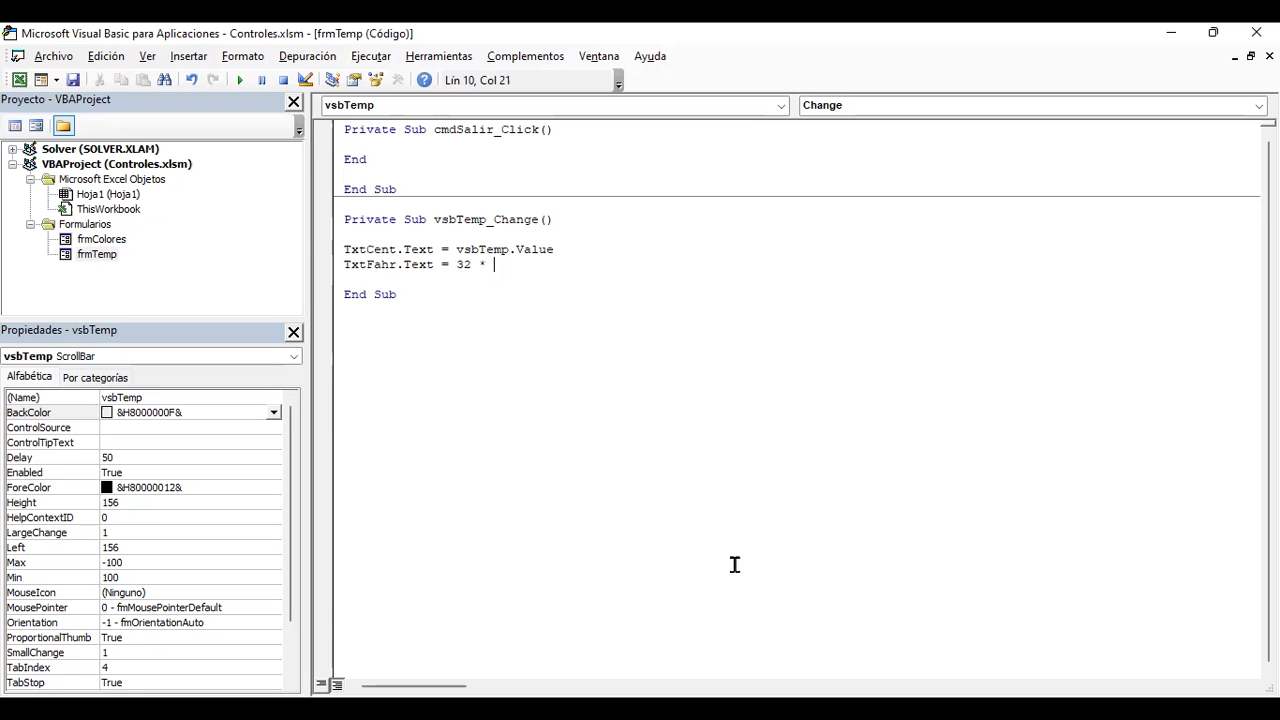 Microsoft Visual Basic para Aplicaciones - Controles.xlsm - [frmTemp (Código)]
Archivo Edición Ver Insertar Formato Depuración Ejecutar Herramientas Complementos Ventana Ayuda
Lín 10, Col 21
Proyecto - VBAProject
Solver (SOLVER.XLAM)
VBAProject (Controles.xlsm)
Microsoft Excel Objetos
Hoja1 (Hoja1)
ThisWorkbook
Formularios
frmColores
frmTemp
Propiedades - vsbTemp
vsbTemp ScrollBar
Alfabética Por categorías
(Name) vsbTemp
BackColor &H8000000F&
ControlSource
ControlTipText
Delay 50
Enabled True
ForeColor &H80000012&
Height 156
HelpContextID 0
LargeChange 1
Left 156
Max -100
Min 100
MouseIcon (Ninguno)
MousePointer 0 - fmMousePointerDefault
Orientation -1 - fmOrientationAuto
ProportionalThumb True
SmallChange 1
TabIndex 4
TabStop True
vsbTemp Change
Private Sub cmdSalir_Click()
End
End Sub
Private Sub vsbTemp_Change()
TxtCent.Text = vsbTemp.Value
TxtFahr.Text = 32 *
End Sub